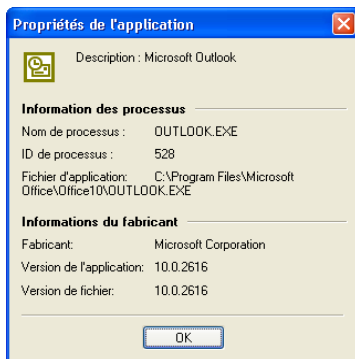 Propriétés de l'application
Description : Microsoft Outlook
Information des processus
Nom de processus : OUTLOOK.EXE
ID de processus : 528
Fichier d'application: C:\Program Files\Microsoft
Office\Office10\OUTLOOK.EXE
Informations du fabricant
Fabricant: Microsoft Corporation
Version de l'application: 10.0.2616
Version de fichier: 10.0.2616
OK